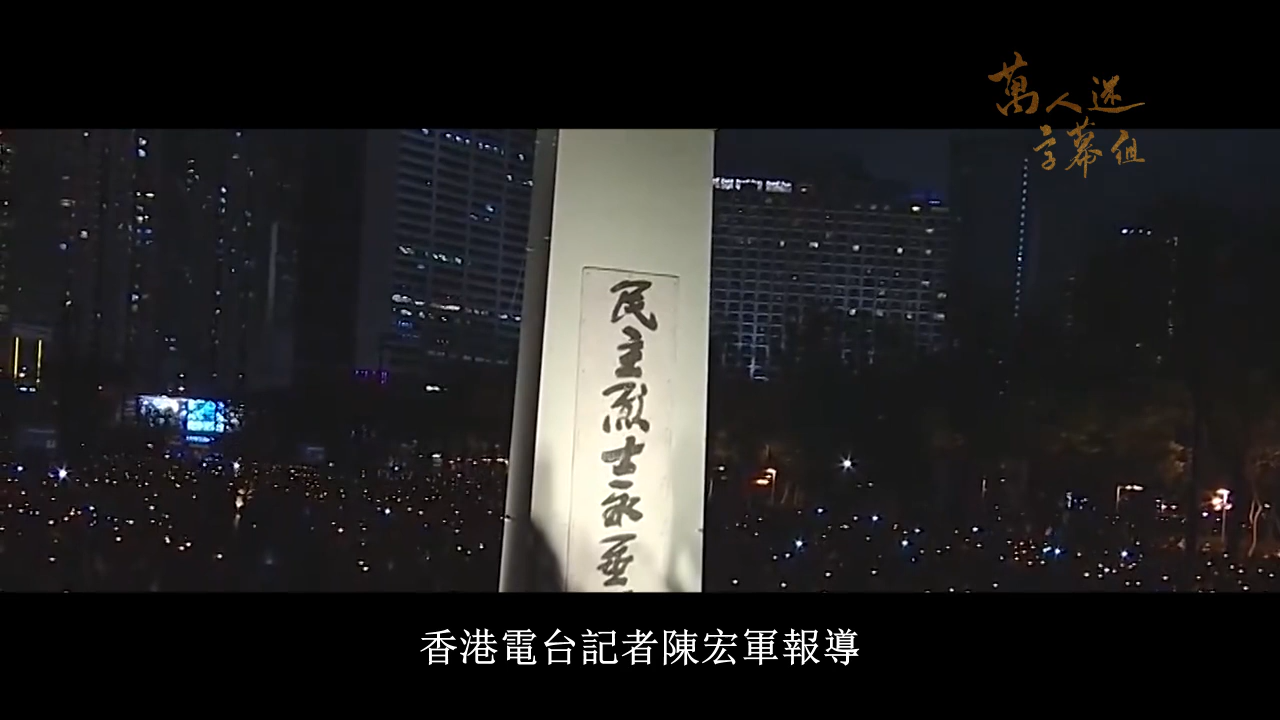 萬人迷
字幕組
民主烈士永垂
香港電台記者陳宏軍報導